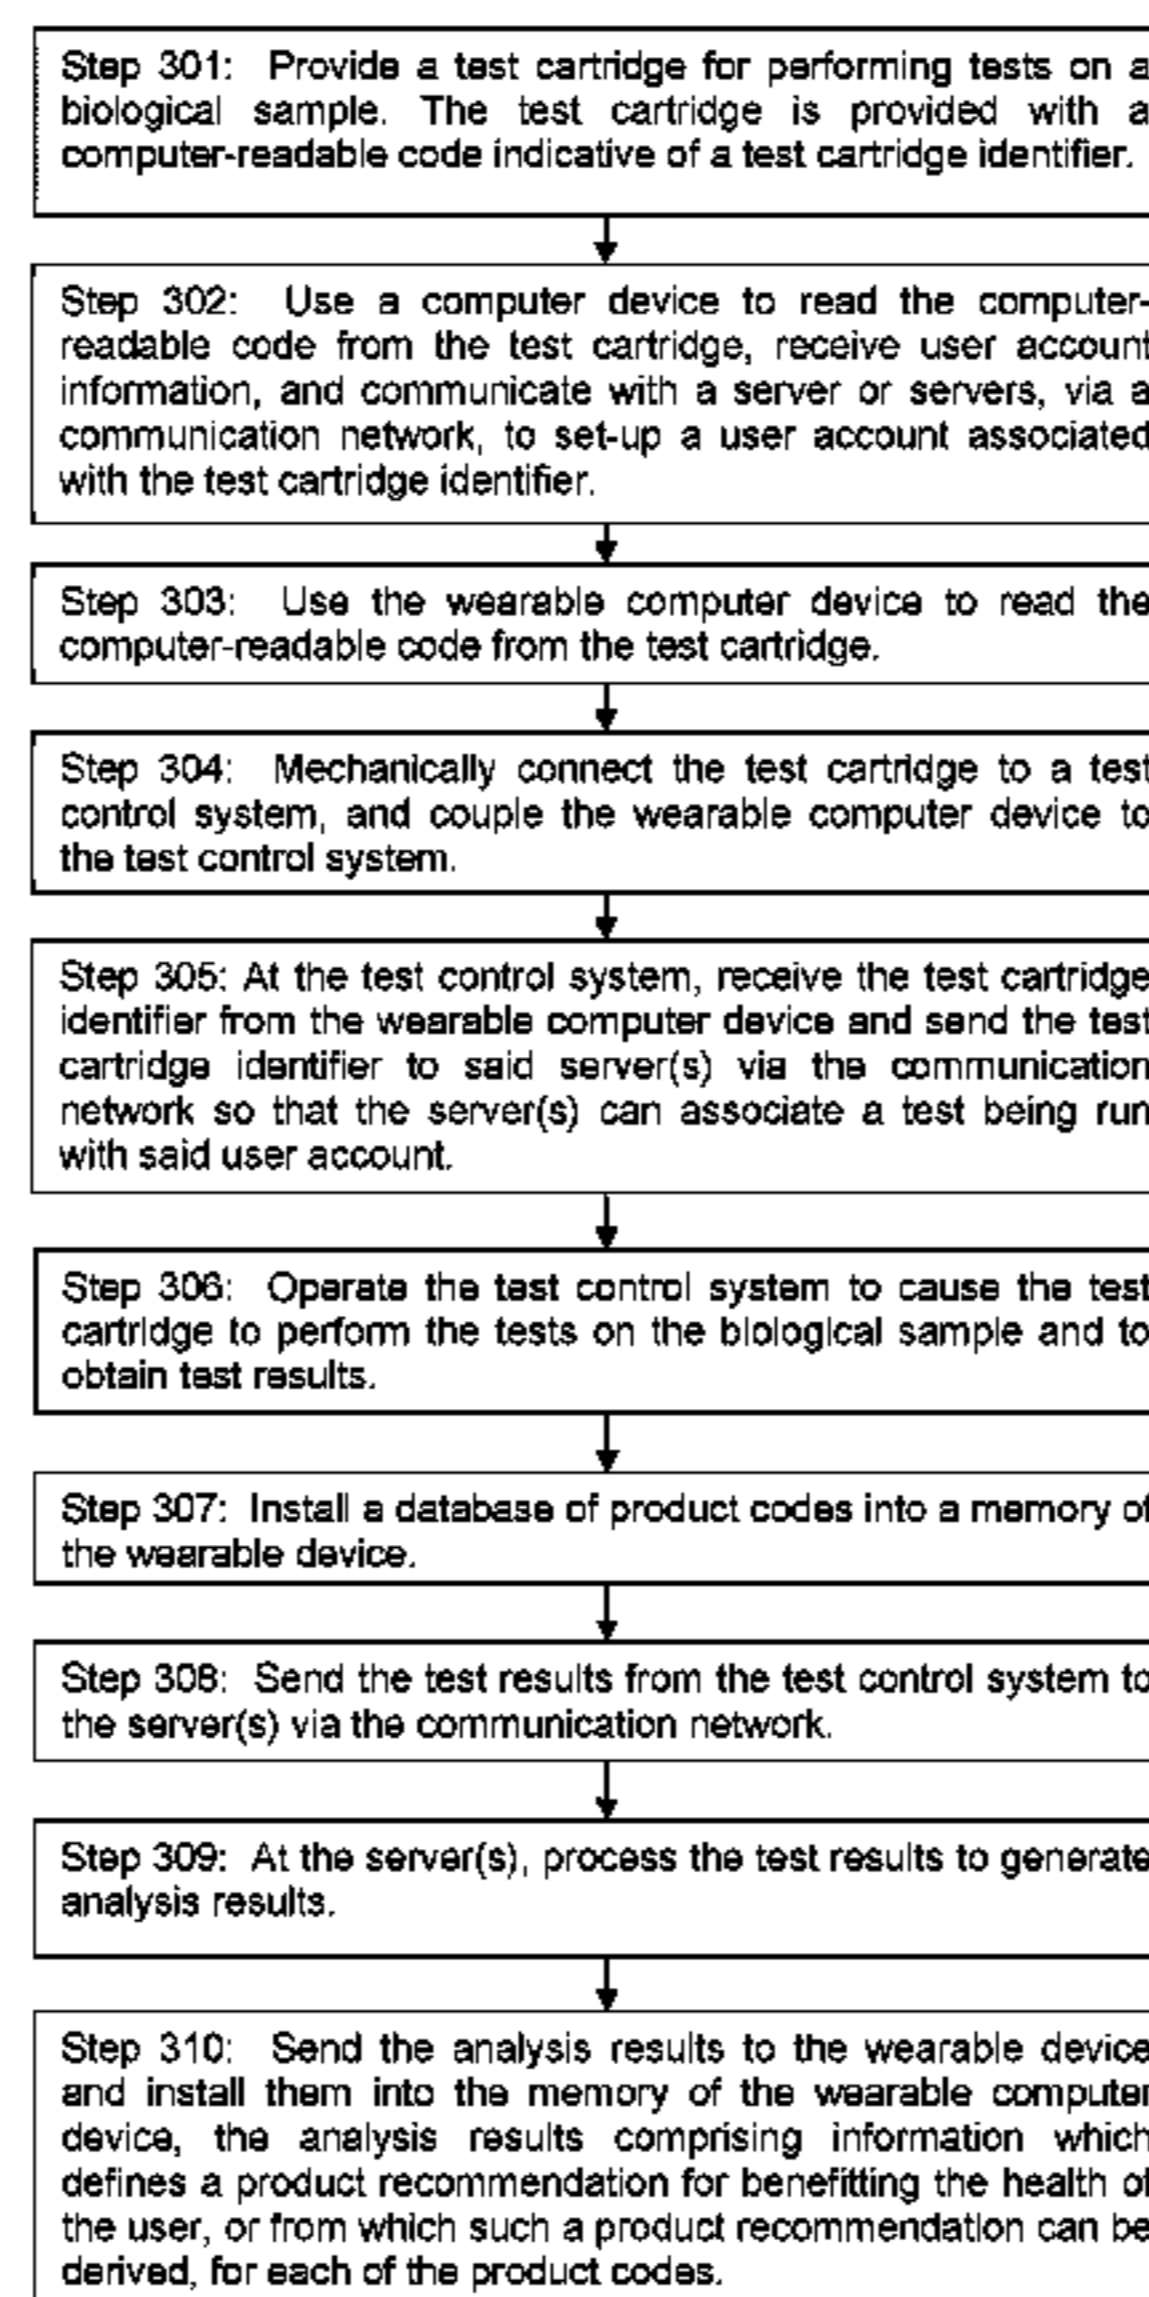 Step 301: Provide a test cartridge for performing tests on a
biological sample. The test cartridge is provided with a
computer-readable code indicative of a test cartridge identifier.
Step 302: Use a computer device to read the computer-
readable code from the test cartridge, receive user account
information, and communicate with a server or servers, via a
communication network, to set-up a user account associated
with the test cartridge identifier.
Step 303: Use the wearable computer device to read the
computer-readable code from the test cartridge.
Step 304: Mechanically connect the test cartridge to a test
control system, and couple the wearable computer device to
the test control system.
Step 305: At the test control system, receive the test cartridge
identifier from the wearable computer device and send the test
cartridge identifier to said server(s) via the communication
network so that the server(s) can associate a test being run
with said user account.
Step 306: Operate the test control system to cause the test
cartridge to perform the tests on the biological sample and to
obtain test results.
Step 307: Install a database of product codes into a memory of
the wearable device.
Step 308: Send the test results from the test control system to
the server(s) via the communication network.
Step 309: At the server(s), process the test results to generate
analysis results.
Step 310: Send the analysis results to the wearable device
and install them into the memory of the wearable computer
device, the analysis results comprising information which
defines a product recommendation for benefitting the health of
the user, or from which such a product recommendation can be
derived, for each of the product codes.